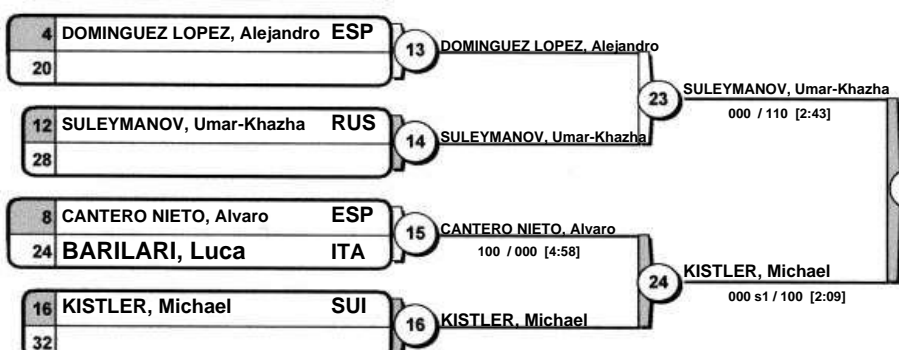 4 DOMINGUEZ LOPEZ, Alejandro ESP
20
13 DOMINGUEZ LOPEZ, Alejandro
12 SULEYMANOV, Umar-Khazha RUS
28
14 SULEYMANOV, Umar-Khazha
23 SULEYMANOV, Umar-Khazha
000 / 110 [2:43]
8 CANTERO NIETO, Alvaro ESP
24 BARILARI, Luca ITA
15 CANTERO NIETO, Alvaro
100 / 000 [4:58]
16 KISTLER, Michael SUI
32
16 KISTLER, Michael
24 KISTLER, Michael
000 s1 / 100 [2:09]